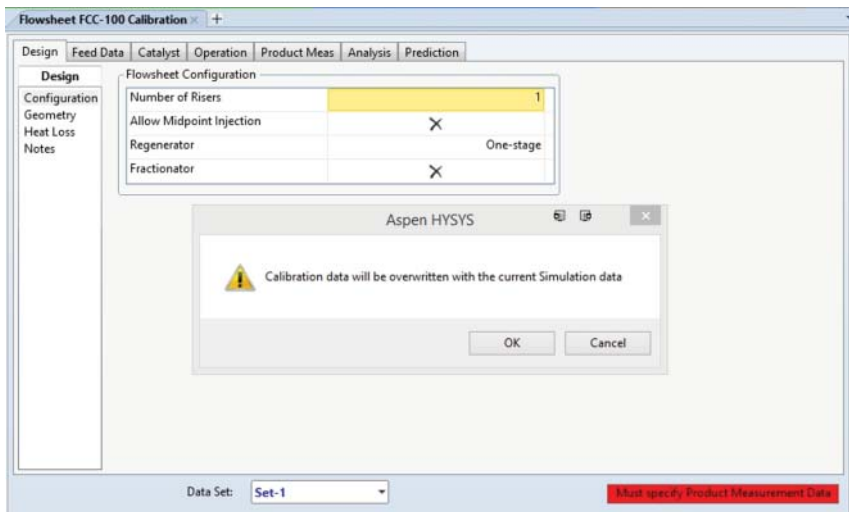 Flowsheet FCC-100 Calibration × +
Design Feed Data Catalyst Operation Product Meas Analysis Prediction
Design
Configuration
Geometry
Heat Loss
Notes
Flowsheet Configuration
Number of Risers 1
Allow Midpoint Injection
Regenerator One-stage
Fractionator
Aspen HYSYS
Calibration data will be overwritten with the current Simulation data
OK Cancel
Data Set: Set-1
Must specify Product Measurement Data